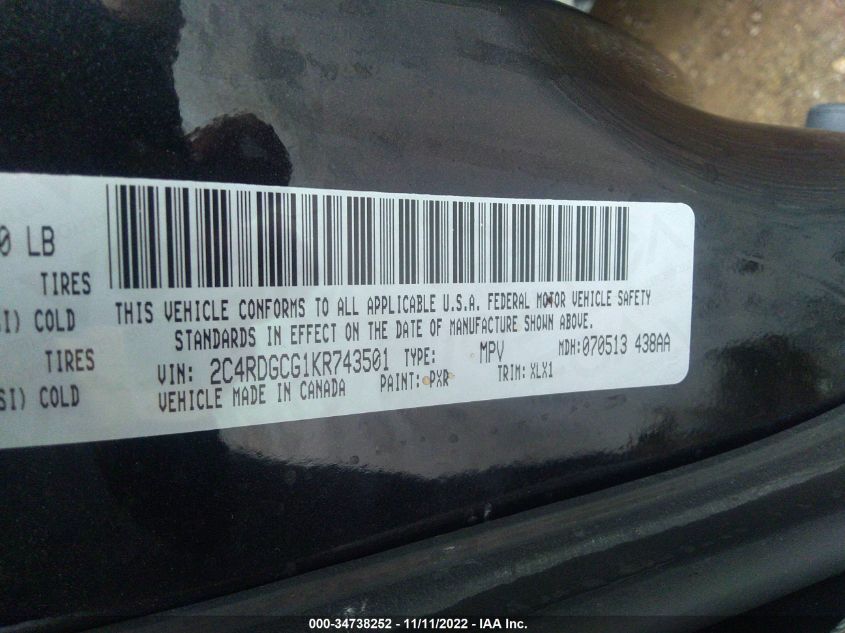 0 LB
TIRES
SI) COLD
TIRES
SI) COLD
THIS VEHICLE CONFORMS TO ALL APPLICABLE U.S.A. FEDERAL MOTOR VEHICLE SAFETY
STANDARDS IN EFFECT ON THE DATE OF MANUFACTURE SHOWN ABOVE.
VIN: 2C4RDGCG1KR743501 TYPE: MPV MDH:070513 438AA
VEHICLE MADE IN CANADA PAINT: PXR TRIM: XLX1
000-34738252 - 11/11/2022 - IAA Inc.